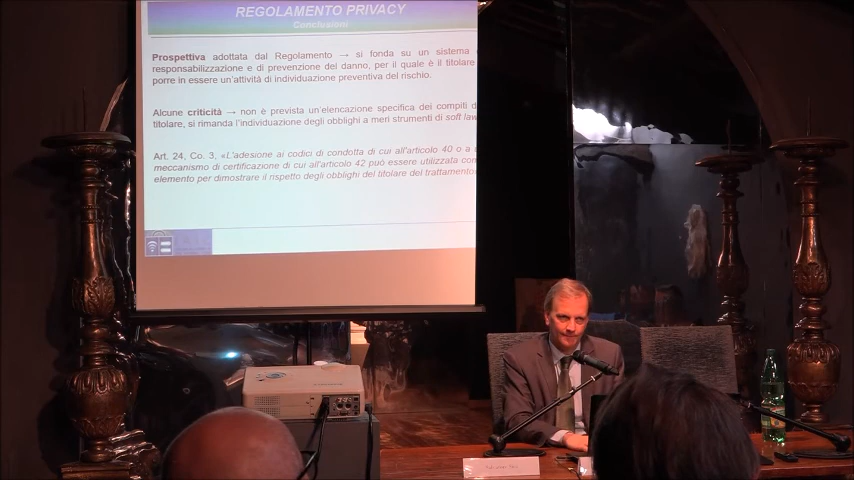 REGOLAMENTO PRIVACY
Conclusioni
Prospettiva adottata dal Regolamento → si fonda su un sistema
responsabilizzazione e di prevenzione del danno, per il quale è il titolare
porre in essere un'attività di individuazione preventiva del rischio.
Alcune criticità → non è prevista un'elencazione specifica dei compiti d
titolare, si rimanda l'individuazione degli obblighi a meri strumenti di soft law
Art. 24, Co. 3, «L'adesione ai codici di condotta di cui all'articolo 40 o a
meccanismo di certificazione di cui all'articolo 42 può essere utilizzata com
elemento per dimostrare il rispetto degli obblighi del titolare del trattamento